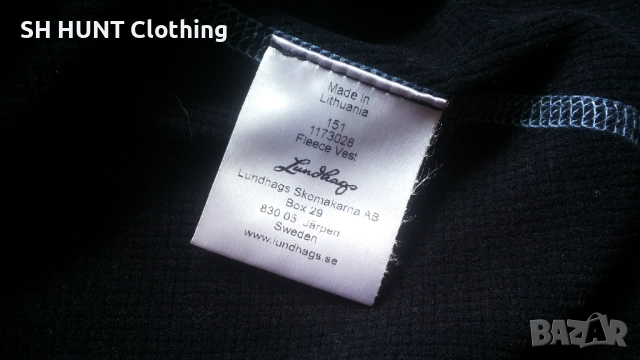 SH HUNT Clothing
Made in
Lithuania
151
1173028
Fleece Vest
Lundhags
Lundhags Skomakarna AB
Box 29
830 05 Järpen
Sweden
www.lundhags.se
BAZAR